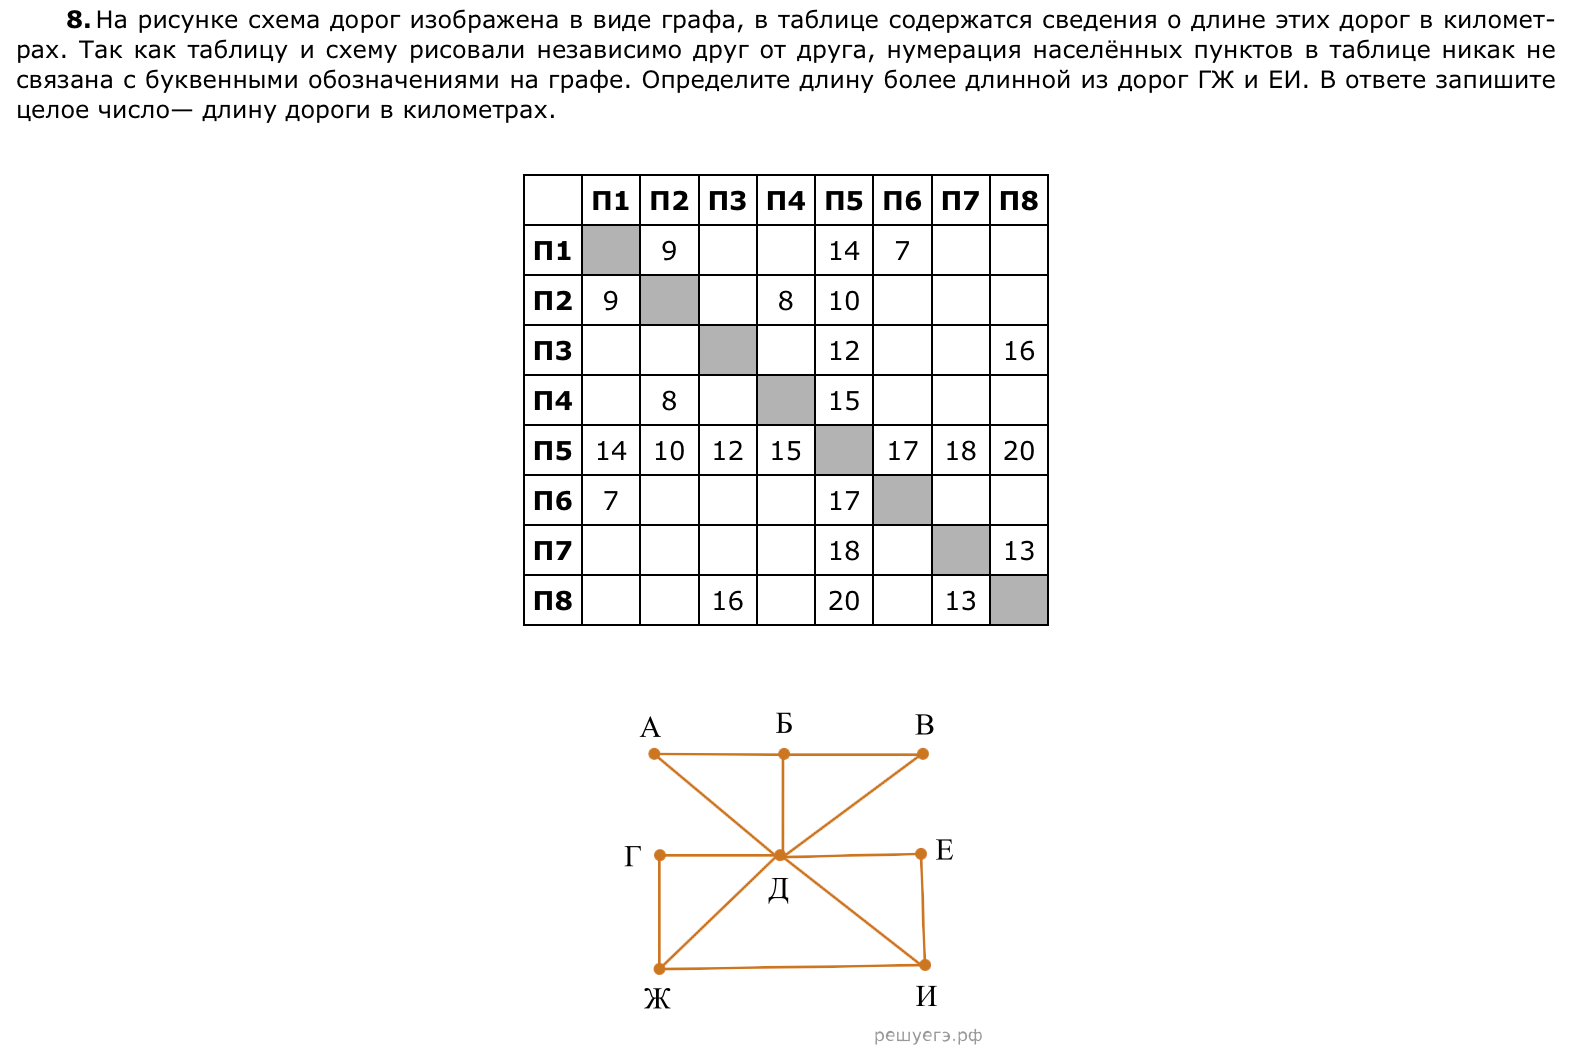 8. На рисунке схема дорог изображена в виде графа, в таблице содержатся сведения о длине этих дорог в километ-
рах. Так как таблицу и схему рисовали независимо друг от друга, нумерация населённых пунктов в таблице никак не
связана с буквенными обозначениями на графе. Определите длину более длинной из дорог ГЖ и ЕИ. В ответе запишите
целое число— длину дороги в километрах.
П1 П2 П3 П4 П5 П6 П7 П8
П1 9 14 7
П2 9 8 10
П3 12 16
П4 8 15
П5 14 10 12 15 17 18 20
П6 7 17
П7 18 13
П8 16 20 13
А Б В
Г Е
Д
Ж И
решуегэ.рф